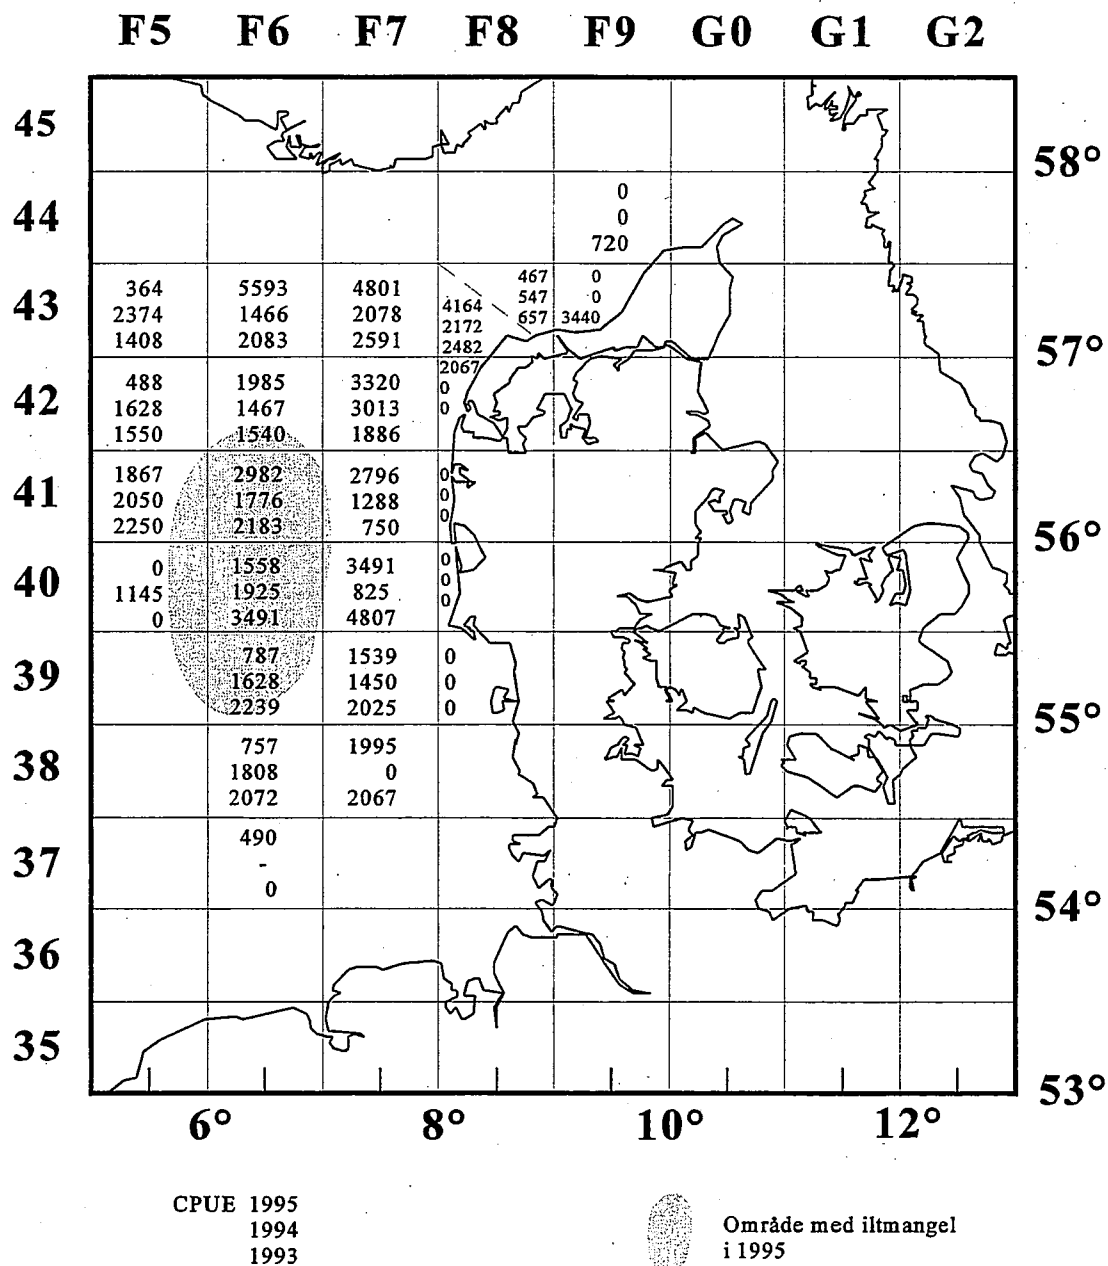 F5 F6 F7 F8 F9 G0 G1 G2
45
58°
0
44
0
720
467 0
364 5593 4801
547 0
43
4164
2374 1466 2078
657 3440
2172
1408 2083 2591
2482
57°
2067
488 1985 3320
0
42
1628 1467 3013
0
1550 1540 1886
1867 2982 2796 0
41
2050 1776 1288 0
2250 2183 750 0
56°
0 1558 3491 0
40
1145 1925 825 0
0 3491 4807 0
787 1539 0
39
1628 1450 0
2239 2025 0
55°
757 1995
38
1808 0
2072 2067
490
37
-
0
54°
36
35
53°
6° 8° 10° 12°
CPUE 1995
1994
1993
Område med iltmangel
i 1995